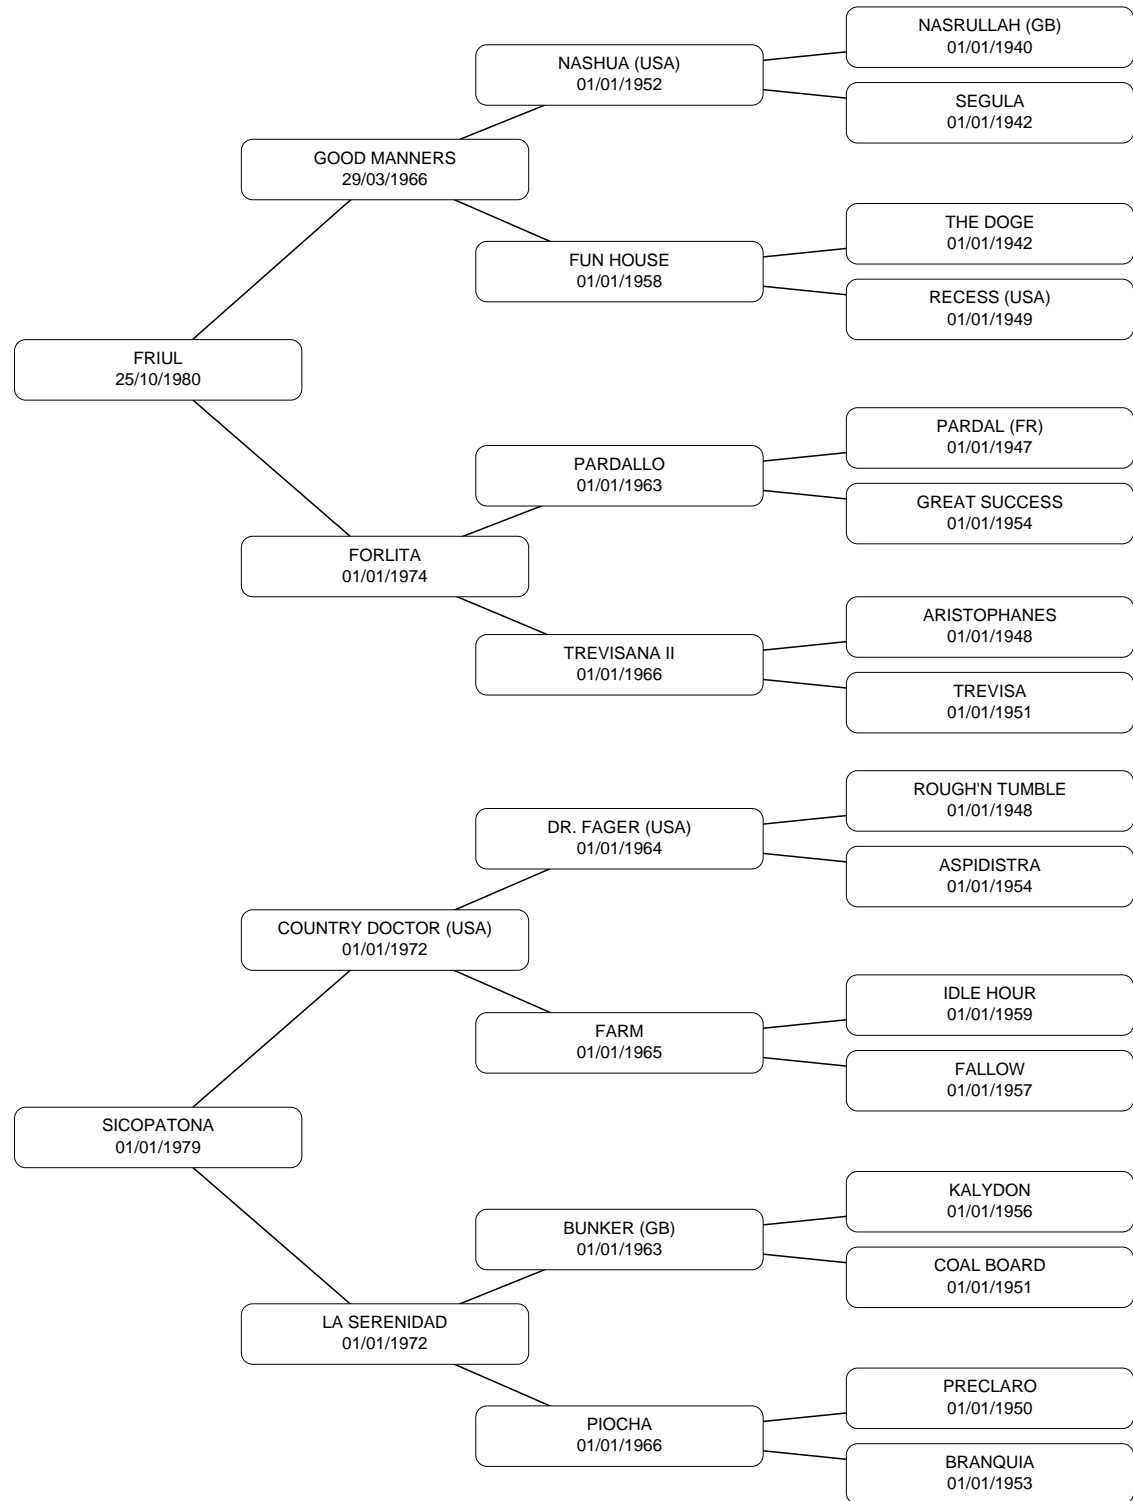 NASRULLAH (GB)
01/01/1940
NASHUA (USA)
01/01/1952
SEGULA
01/01/1942
GOOD MANNERS
29/03/1966
THE DOGE
01/01/1942
FUN HOUSE
01/01/1958
RECESS (USA)
01/01/1949
FRIUL
25/10/1980
PARDAL (FR)
01/01/1947
PARDALLO
01/01/1963
GREAT SUCCESS
01/01/1954
FORLITA
01/01/1974
ARISTOPHANES
01/01/1948
TREVISANA II
01/01/1966
TREVISA
01/01/1951
ROUGH'N TUMBLE
01/01/1948
DR. FAGER (USA)
01/01/1964
ASPIDISTRA
01/01/1954
COUNTRY DOCTOR (USA)
01/01/1972
IDLE HOUR
01/01/1959
FARM
01/01/1965
FALLOW
01/01/1957
SICOPATONA
01/01/1979
KALYDON
01/01/1956
BUNKER (GB)
01/01/1963
COAL BOARD
01/01/1951
LA SERENIDAD
01/01/1972
PRECLARO
01/01/1950
PIOCHA
01/01/1966
BRANQUIA
01/01/1953